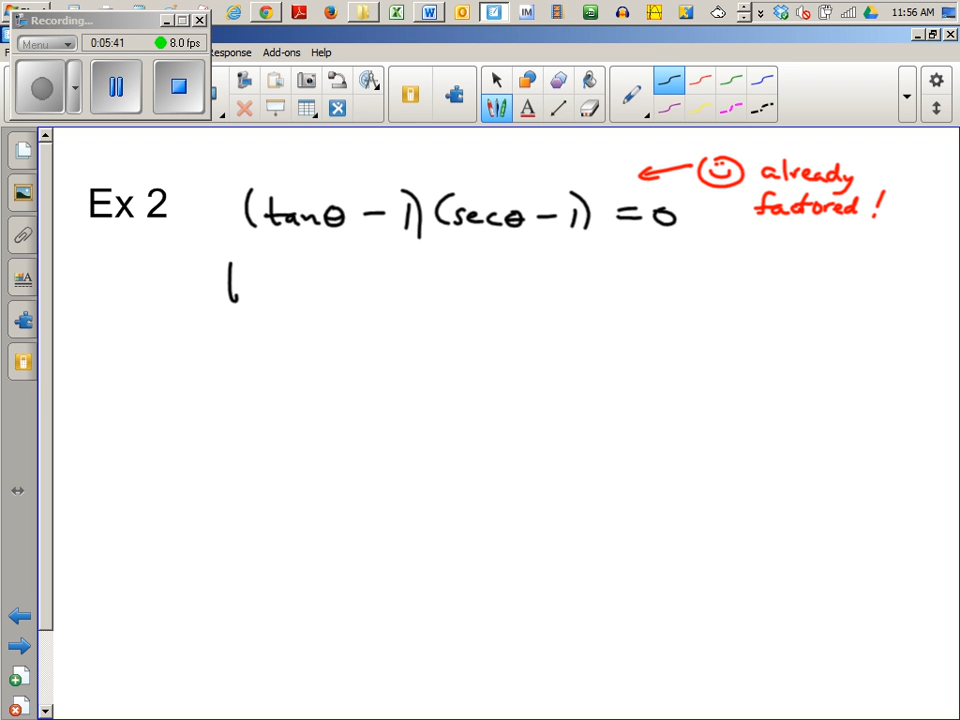 Recording...
11:56 AM
Menu
0:05:41
8.0 fps
Response Add-ons Help
Ex 2 (tanθ - 1)(secθ - 1) = 0
already
factored!
(